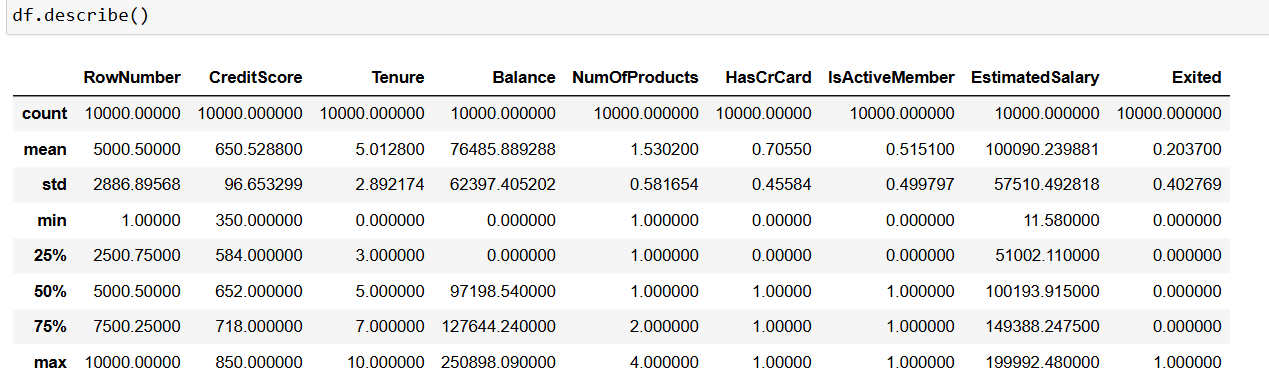 df.describe()
RowNumber CreditScore Tenure Balance NumOfProducts HasCrCard IsActiveMember EstimatedSalary Exited
count 10000.00000 10000.000000 10000.000000 10000.000000 10000.000000 10000.00000 10000.000000 10000.000000 10000.000000
mean 5000.50000 650.528800 5.012800 76485.889288 1.530200 0.70550 0.515100 100090.239881 0.203700
std 2886.89568 96.653299 2.892174 62397.405202 0.581654 0.45584 0.499797 57510.492818 0.402769
min 1.00000 350.000000 0.000000 0.000000 1.000000 0.00000 0.000000 11.580000 0.000000
25% 2500.75000 584.000000 3.000000 0.000000 1.000000 0.00000 0.000000 51002.110000 0.000000
50% 5000.50000 652.000000 5.000000 97198.540000 1.000000 1.00000 1.000000 100193.915000 0.000000
75% 7500.25000 718.000000 7.000000 127644.240000 2.000000 1.00000 1.000000 149388.247500 0.000000
max 10000.00000 850.000000 10.000000 250898.090000 4.000000 1.00000 1.000000 199992.480000 1.000000